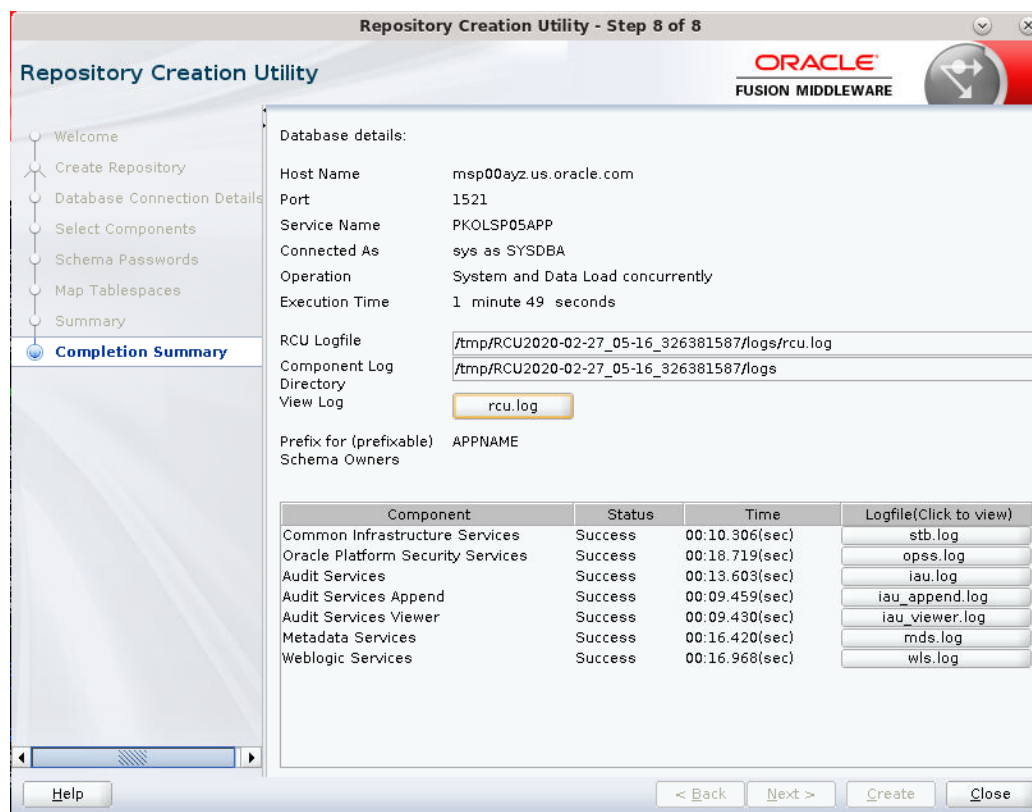 Repository Creation Utility - Step 8 of 8
Repository Creation Utility
ORACLE
FUSION MIDDLEWARE
Welcome
Create Repository
Database Connection Details
Select Components
Schema Passwords
Map Tablespaces
Summary
Completion Summary
Database details:
Host Name msp00ayz.us.oracle.com
Port 1521
Service Name PKOLSP05APP
Connected As sys as SYSDBA
Operation System and Data Load concurrently
Execution Time 1 minute 49 seconds
RCU Logfile /tmp/RCU2020-02-27_05-16_326381587/logs/rcu.log
Component Log Directory /tmp/RCU2020-02-27_05-16_326381587/logs
View Log rcu.log
Prefix for (prefixable) APPNAME
Schema Owners
Component Status Time Logfile(Click to view)
Common Infrastructure Services Success 00:10.306(sec) stb.log
Oracle Platform Security Services Success 00:18.719(sec) opss.log
Audit Services Success 00:13.603(sec) iau.log
Audit Services Append Success 00:09.459(sec) iau_append.log
Audit Services Viewer Success 00:09.430(sec) iau_viewer.log
Metadata Services Success 00:16.420(sec) mds.log
Weblogic Services Success 00:16.968(sec) wls.log
Help < Back Next > Create Close